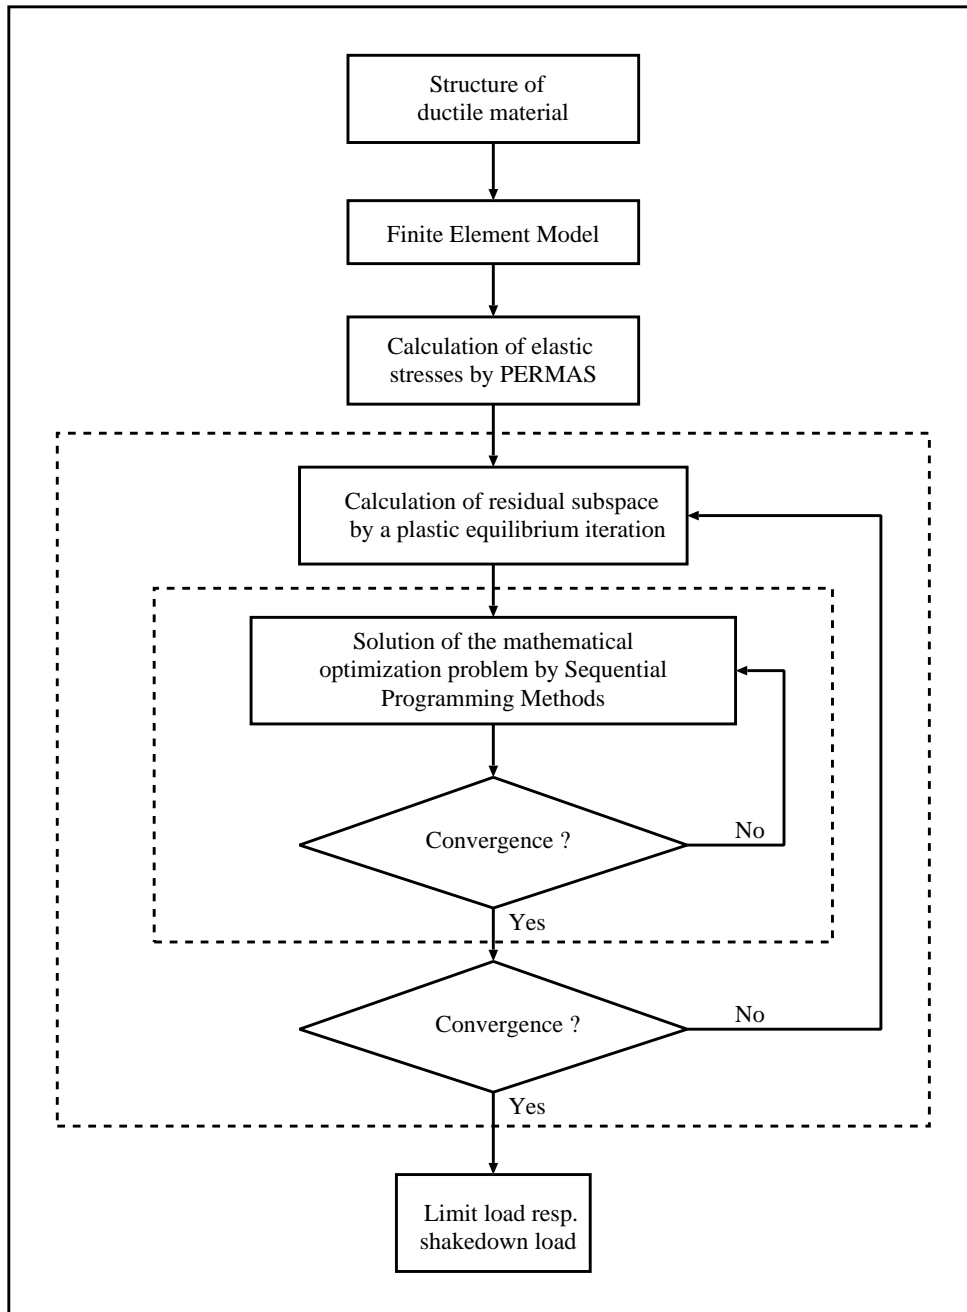 Structure of
ductile material
Finite Element Model
Calculation of elastic
stresses by PERMAS
Calculation of residual subspace
by a plastic equilibrium iteration
Solution of the mathematical
optimization problem by Sequential
Programming Methods
Convergence ?
No
Yes
Convergence ?
No
Yes
Limit load resp.
shakedown load